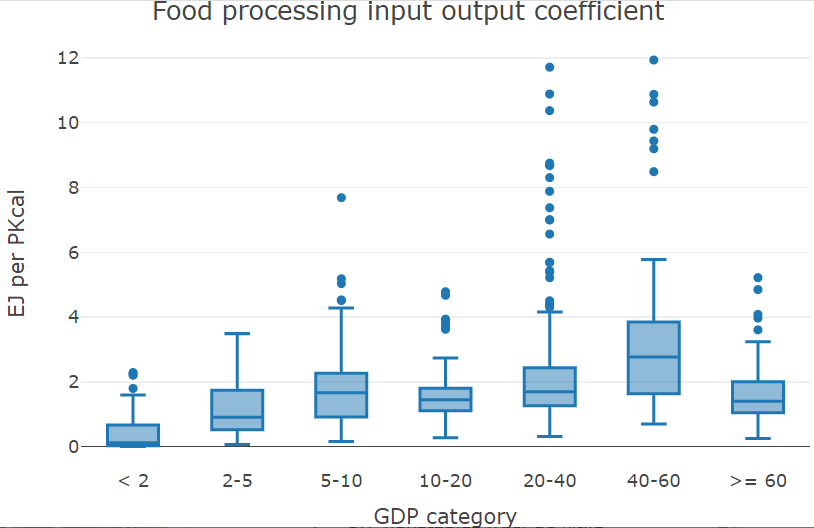 Food processing input output coefficient
12
10
8
6
4
2
0
EJ per PKcal
< 2 2-5 5-10 10-20 20-40 40-60 >= 60
GDP category